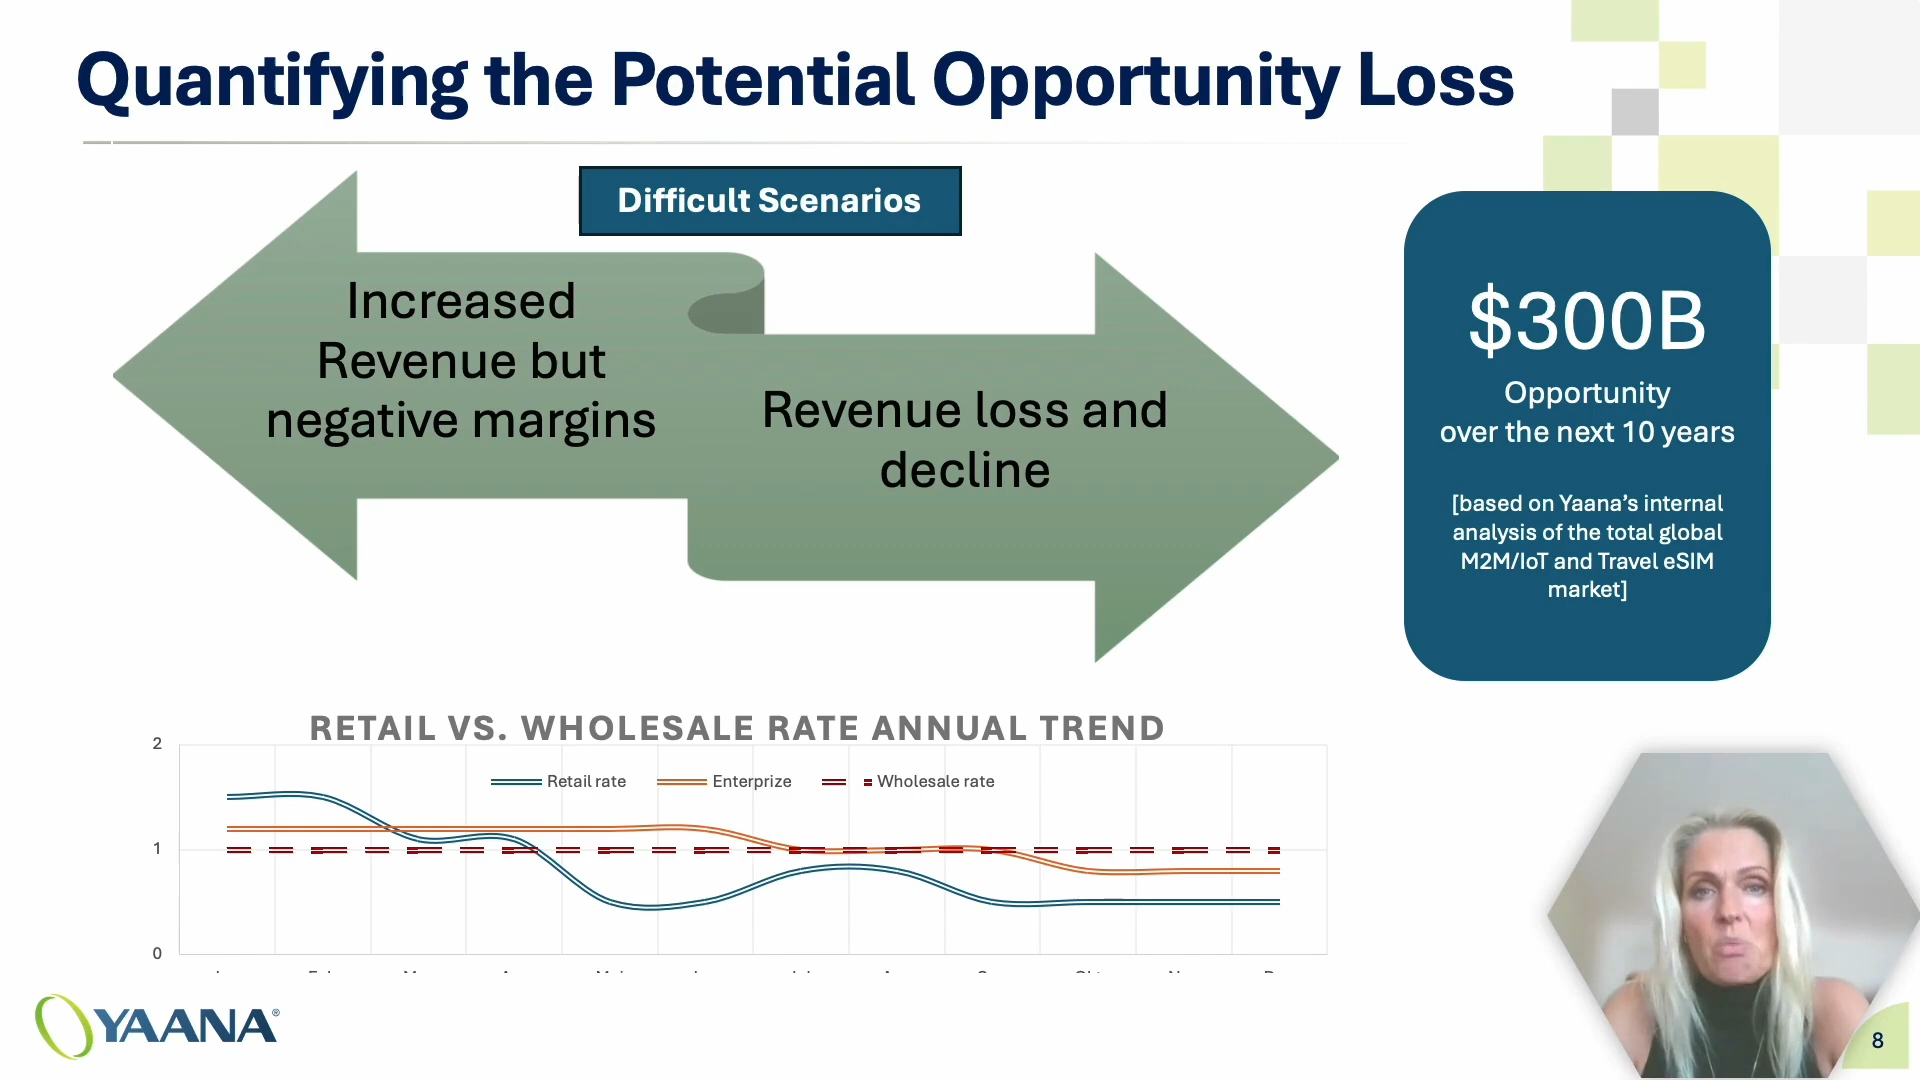 Quantifying the Potential Opportunity Loss
Difficult Scenarios
Increased
Revenue but
negative margins
Revenue loss and
decline
$300B
Opportunity
over the next 10 years
[based on Yaana’s internal
analysis of the total global
M2M/IoT and Travel eSIM
market]
RETAIL VS. WHOLESALE RATE ANNUAL TREND
2
Retail rate Enterprize Wholesale rate
1
0
YAANA®
8